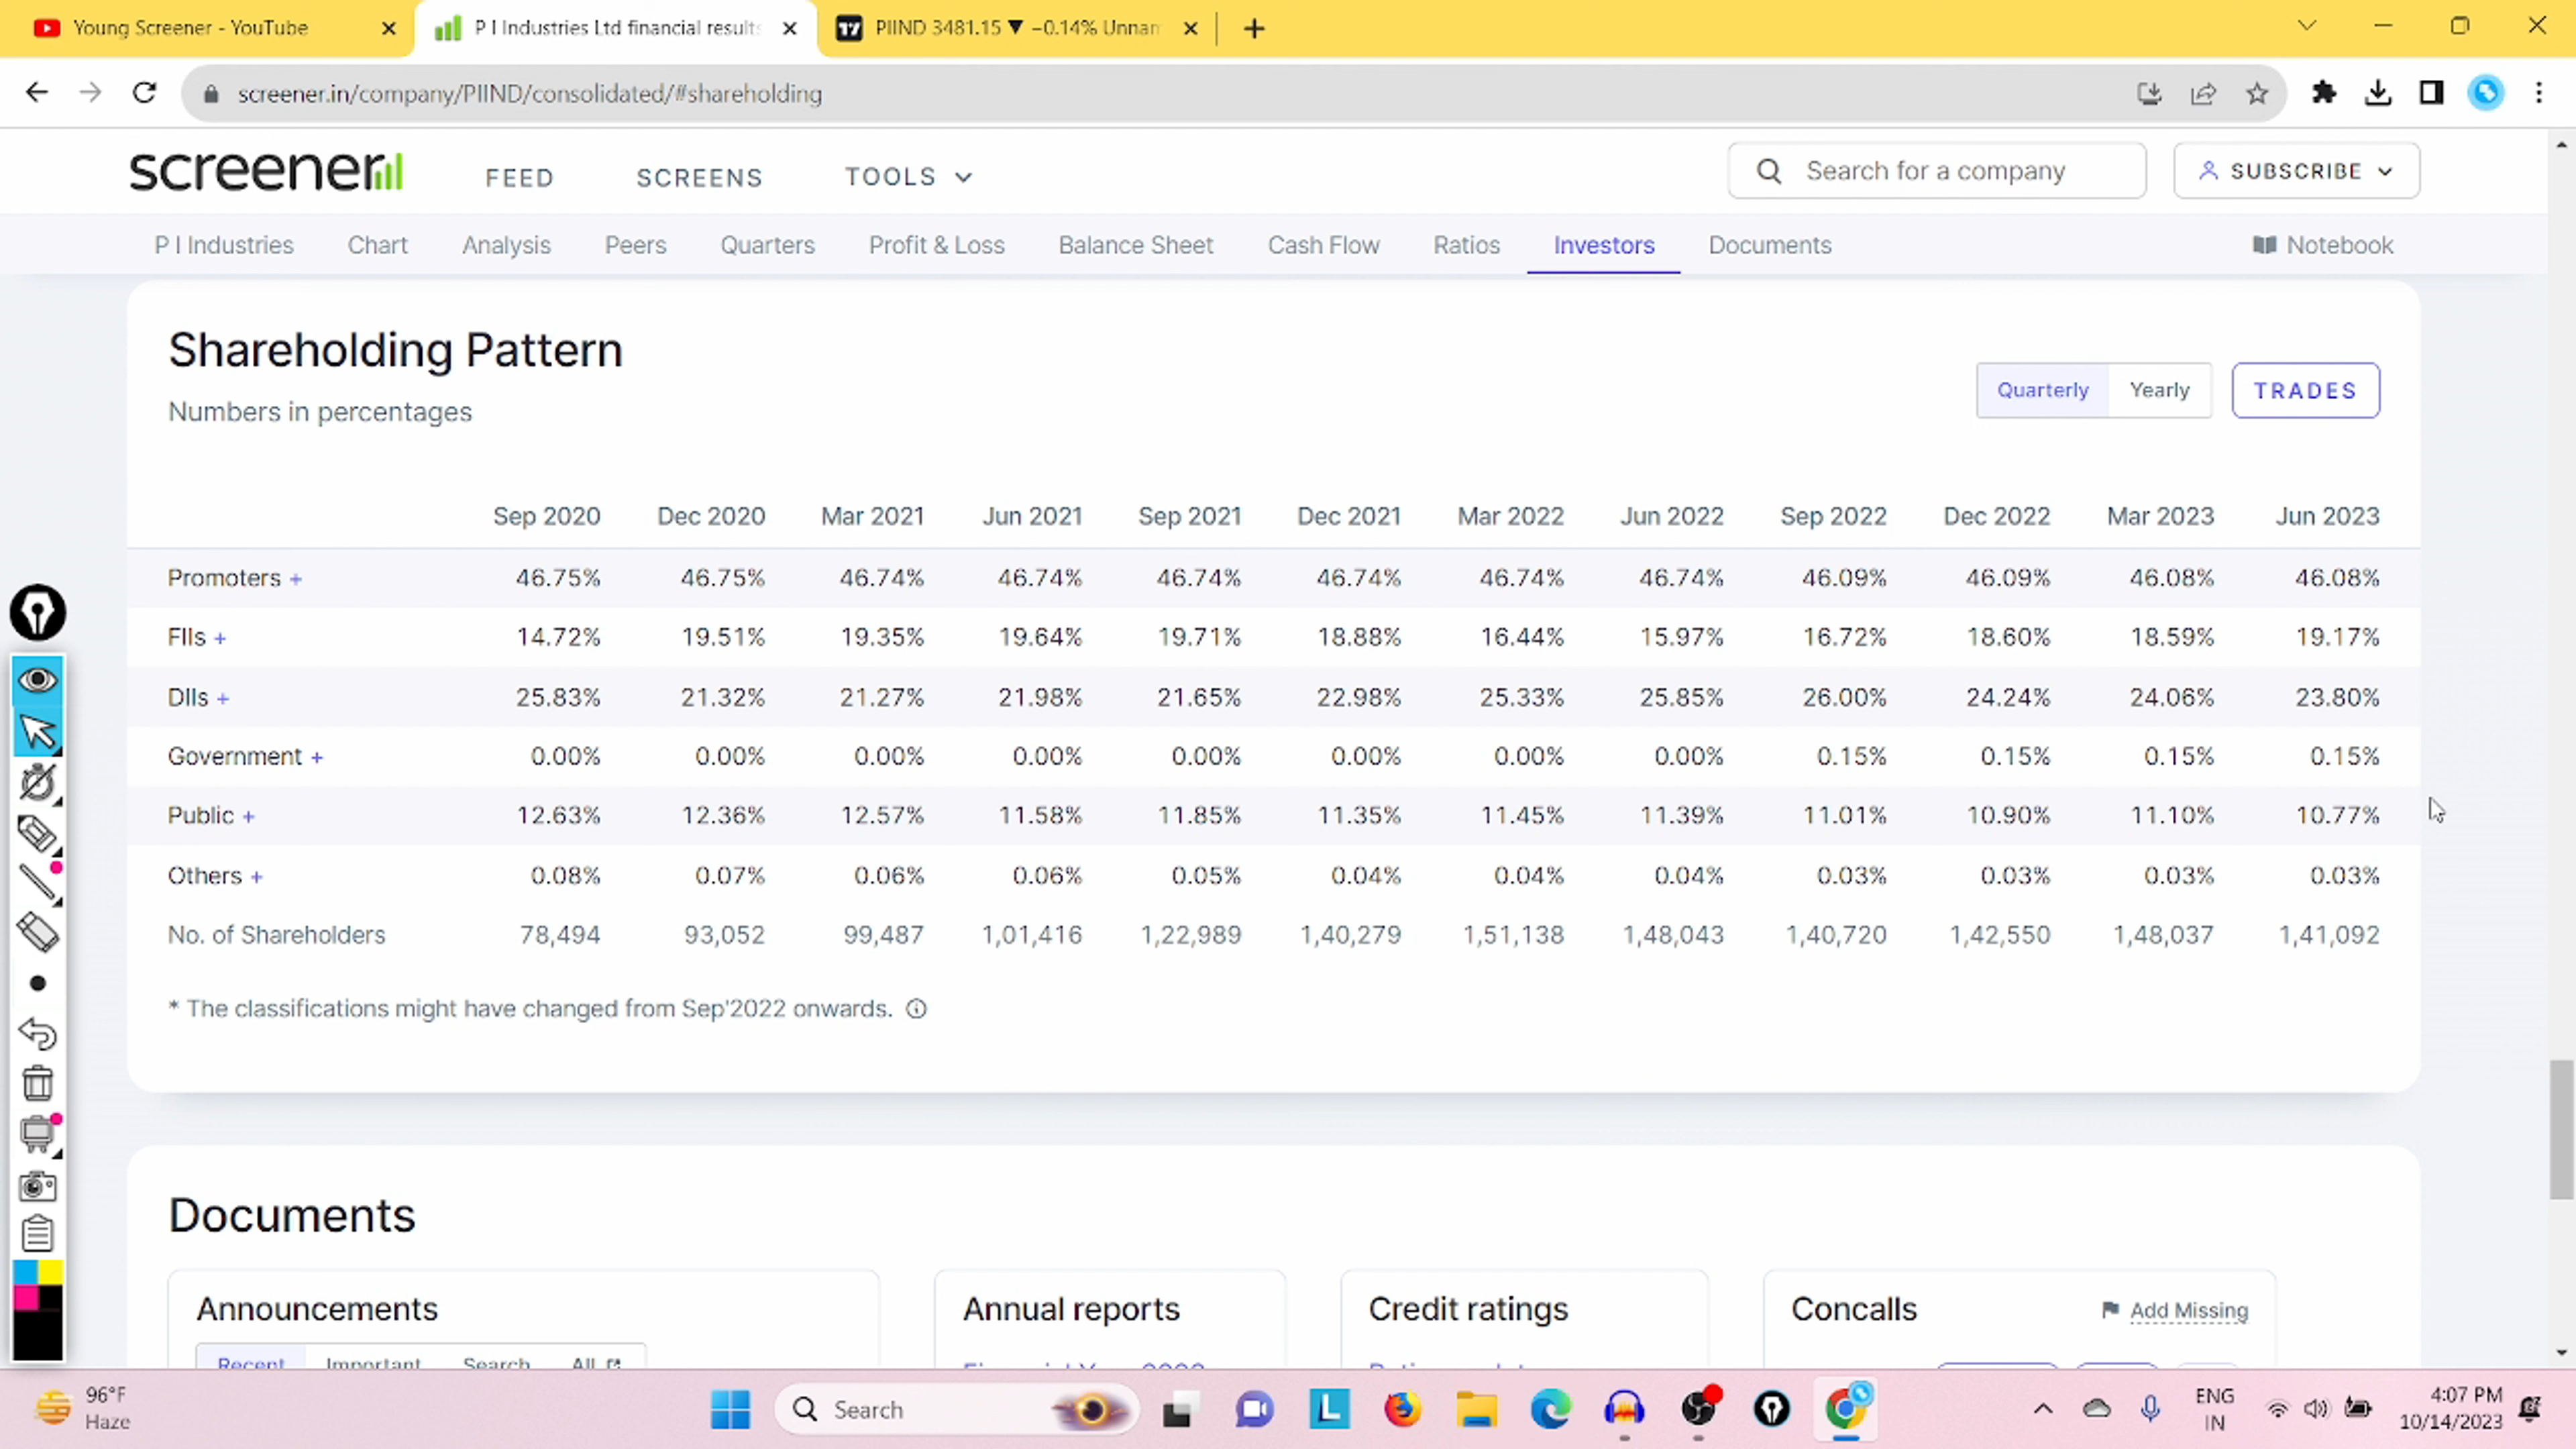 Young Screener - YouTube
P I Industries Ltd financial results
PIIND 3481.15 ▼ −0.14% Unnam
screener.in/company/PIIND/consolidated/#shareholding
screener
FEED
SCREENS
TOOLS
Search for a company
SUBSCRIBE
P I Industries
Chart
Analysis
Peers
Quarters
Profit & Loss
Balance Sheet
Cash Flow
Ratios
Investors
Documents
Notebook
Shareholding Pattern
Numbers in percentages
Quarterly
Yearly
TRADES
Sep 2020 Dec 2020 Mar 2021 Jun 2021 Sep 2021 Dec 2021 Mar 2022 Jun 2022 Sep 2022 Dec 2022 Mar 2023 Jun 2023
Promoters + 46.75% 46.75% 46.74% 46.74% 46.74% 46.74% 46.74% 46.74% 46.09% 46.09% 46.08% 46.08%
FIIs + 14.72% 19.51% 19.35% 19.64% 19.71% 18.88% 16.44% 15.97% 16.72% 18.60% 18.59% 19.17%
DIIs + 25.83% 21.32% 21.27% 21.98% 21.65% 22.98% 25.33% 25.85% 26.00% 24.24% 24.06% 23.80%
Government + 0.00% 0.00% 0.00% 0.00% 0.00% 0.00% 0.00% 0.00% 0.15% 0.15% 0.15% 0.15%
Public + 12.63% 12.36% 12.57% 11.58% 11.85% 11.35% 11.45% 11.39% 11.01% 10.90% 11.10% 10.77%
Others + 0.08% 0.07% 0.06% 0.06% 0.05% 0.04% 0.04% 0.04% 0.03% 0.03% 0.03% 0.03%
No. of Shareholders 78,494 93,052 99,487 1,01,416 1,22,989 1,40,279 1,51,138 1,48,043 1,40,720 1,42,550 1,48,037 1,41,092
* The classifications might have changed from Sep'2022 onwards.
Documents
Announcements
Recent
Important
Search
All
Annual reports
Credit ratings
Concalls
Add Missing
96°F
Haze
Search
ENG
IN
4:07 PM
10/14/2023